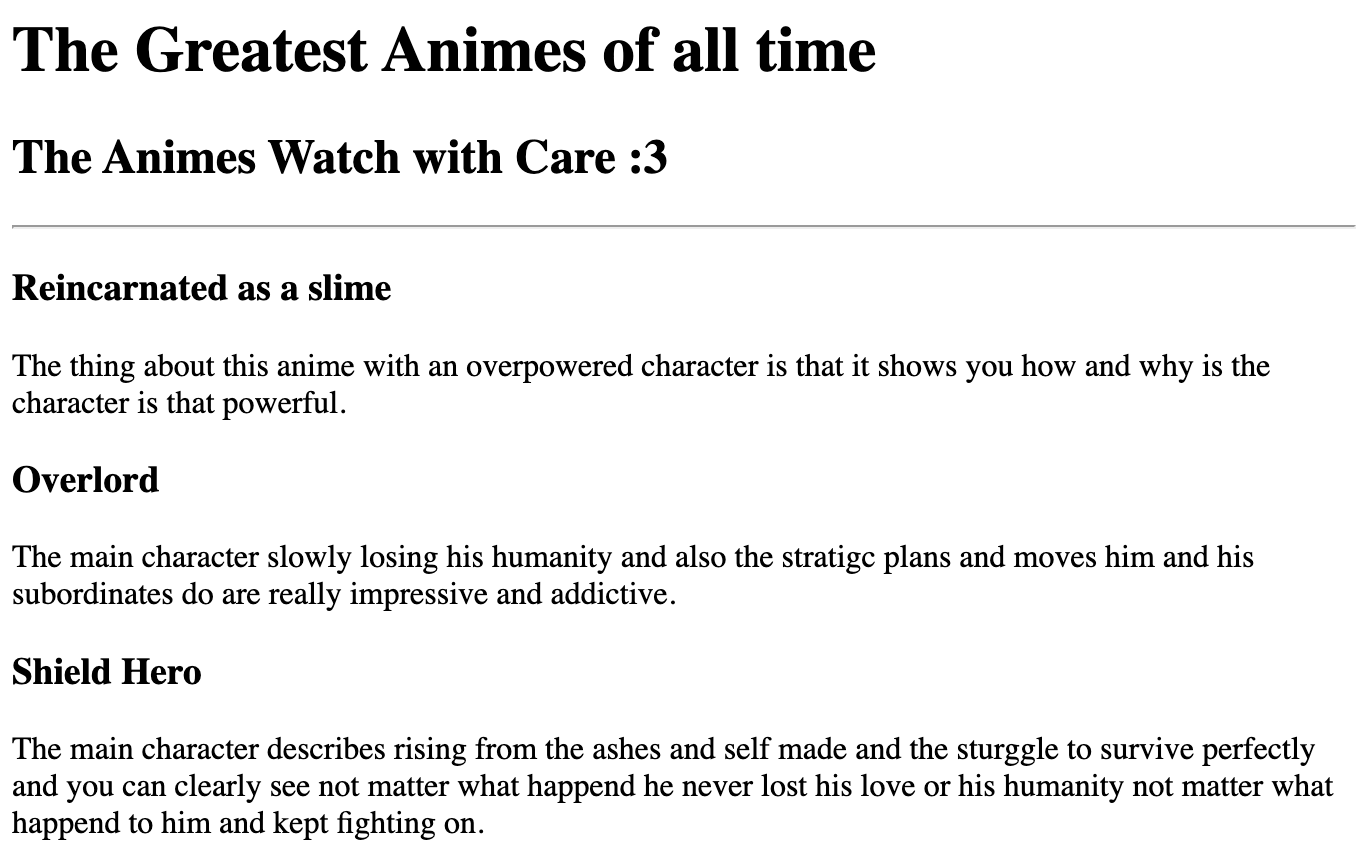 The Greatest Animes of all time
The Animes Watch with Care :3
Reincarnated as a slime
The thing about this anime with an overpowered character is that it shows you how and why is the
character is that powerful.
Overlord
The main character slowly losing his humanity and also the stratigc plans and moves him and his
subordinates do are really impressive and addictive.
Shield Hero
The main character describes rising from the ashes and self made and the sturggle to survive perfectly
and you can clearly see not matter what happend he never lost his love or his humanity not matter what
happend to him and kept fighting on.